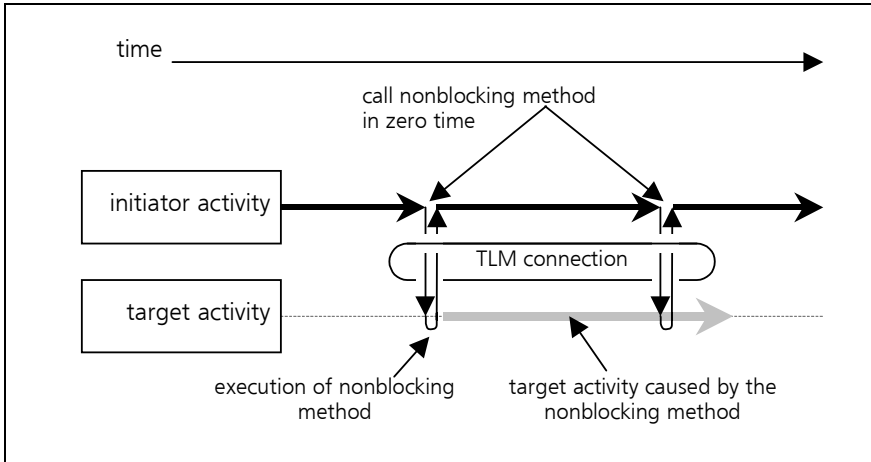 time
call nonblocking method
in zero time
initiator activity
TLM connection
target activity
execution of nonblocking
method
target activity caused by the
nonblocking method